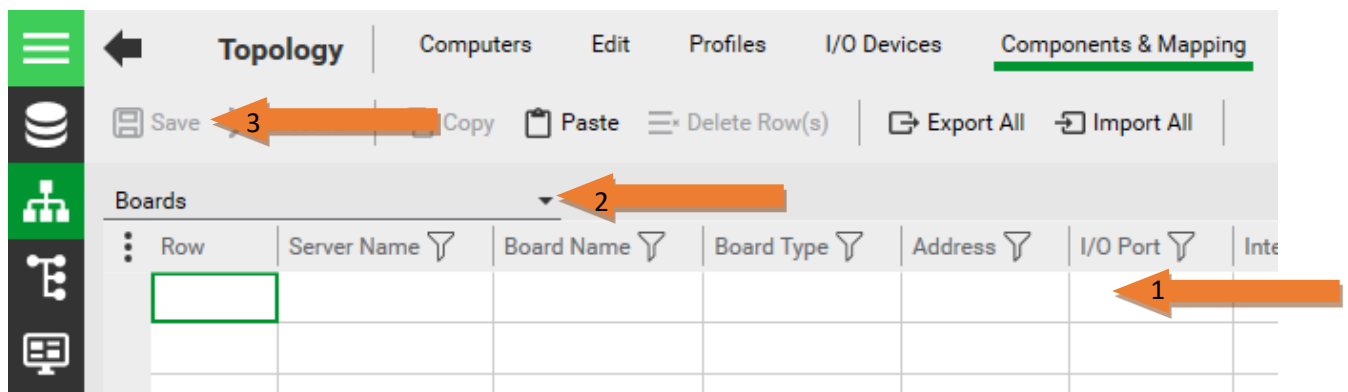 Topology Computers Edit Profiles I/O Devices Components & Mapping
Save 3 Copy Paste Delete Row(s) Export All Import All
Boards 2
Row Server Name Board Name Board Type Address I/O Port
1